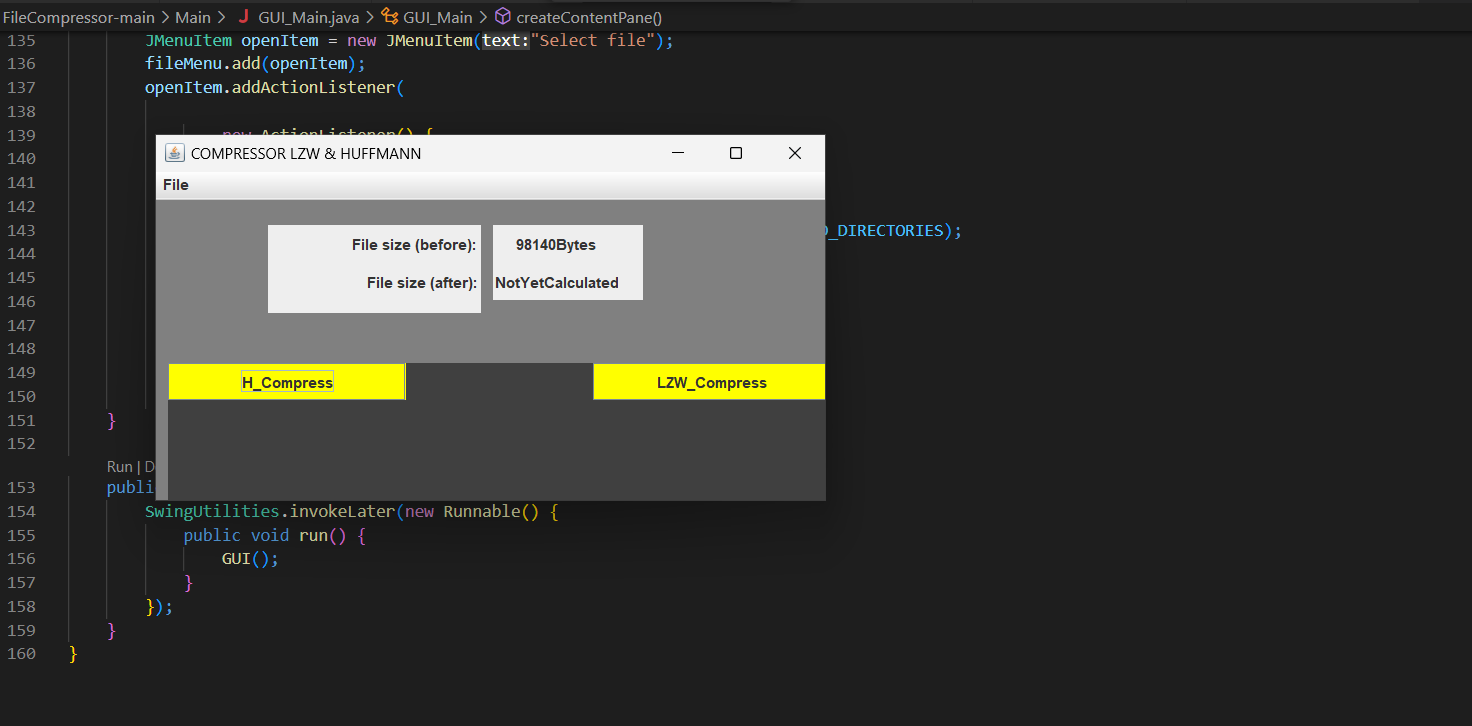 FileCompressor-main > Main > J GUI_Main.java > GUI_Main > createContentPane()
135 JMenuItem openItem = new JMenuItem(text:"Select file");
136 fileMenu.add(openItem);
137 openItem.addActionListener(
138
139 new ActionListener() {
140
141
142
143 _DIRECTORIES);
144
145
146
147
148
149
150
151 }
152
COMPRESSOR LZW & HUFFMANN
File
File size (before): 98140Bytes
File size (after): NotYetCalculated
H_Compress LZW_Compress
Run | D
153 publi
154 SwingUtilities.invokeLater(new Runnable() {
155 public void run() {
156 GUI();
157 }
158 });
159 }
160 }